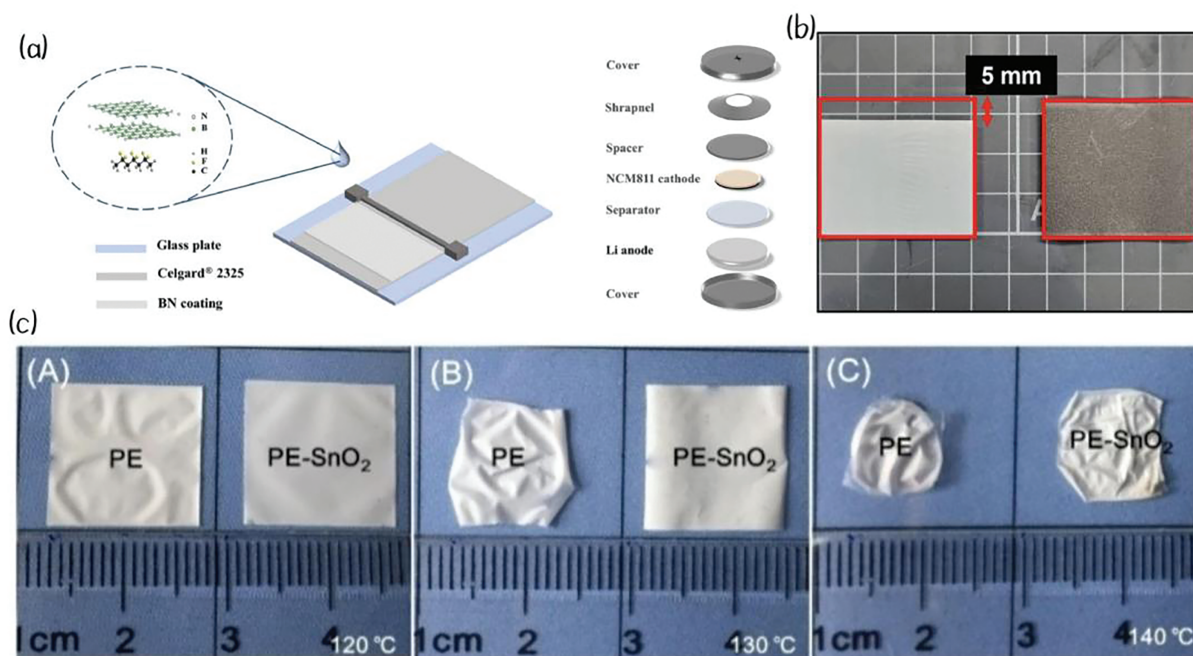 (a)
N
B
H
F
C
Glass plate
Celgard® 2325
BN coating
Cover
Shrapnel
Spacer
NCM811 cathode
Separator
Li anode
Cover
(b)
5 mm
(c)
(A)
PE
PE-SnO₂
1cm 2 3 4
120 °C
(B)
PE
PE-SnO₂
1cm 2 3 4
130 °C
(C)
PE
PE-SnO₂
1cm 2 3 4
140 °C